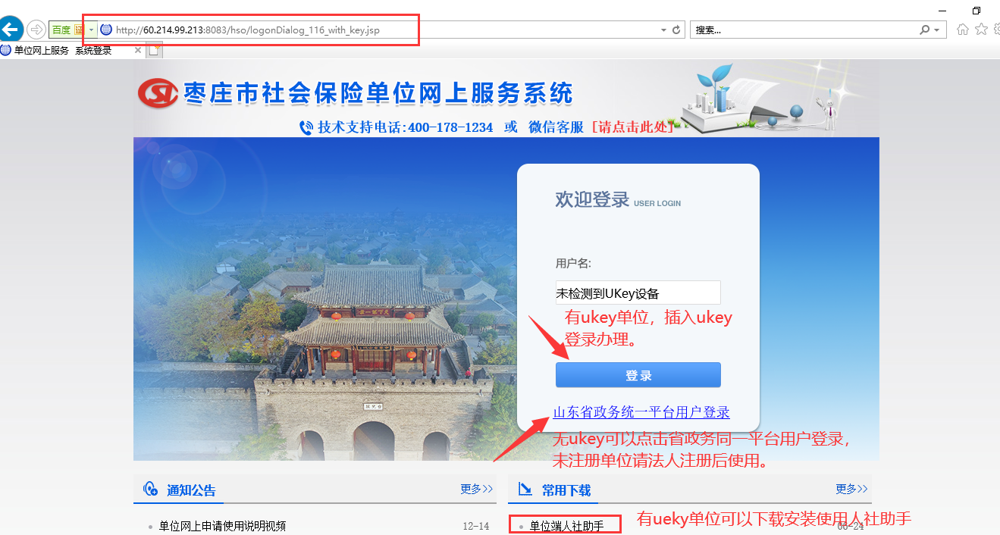 百度 证 http://60.214.99.213:8083/hso/logonDialog_116_with_key.jsp 搜索...
单位网上服务 系统登录
枣庄市社会保险单位网上服务系统
技术支持电话:400-178-1234 或 微信客服 [请点击此处]
欢迎登录 USER LOGIN
用户名:
未检测到UKey设备
有ukey单位，插入ukey
登录办理。
登录
山东省政务统一平台用户登录
无ukey可以点击省政务同一平台用户登录，
未注册单位请法人注册后使用。
通知公告 更多>>
常用下载 更多>>
单位网上申请使用说明视频 12-14
单位端人社助手 06-24
有ueky单位可以下载安装使用人社助手